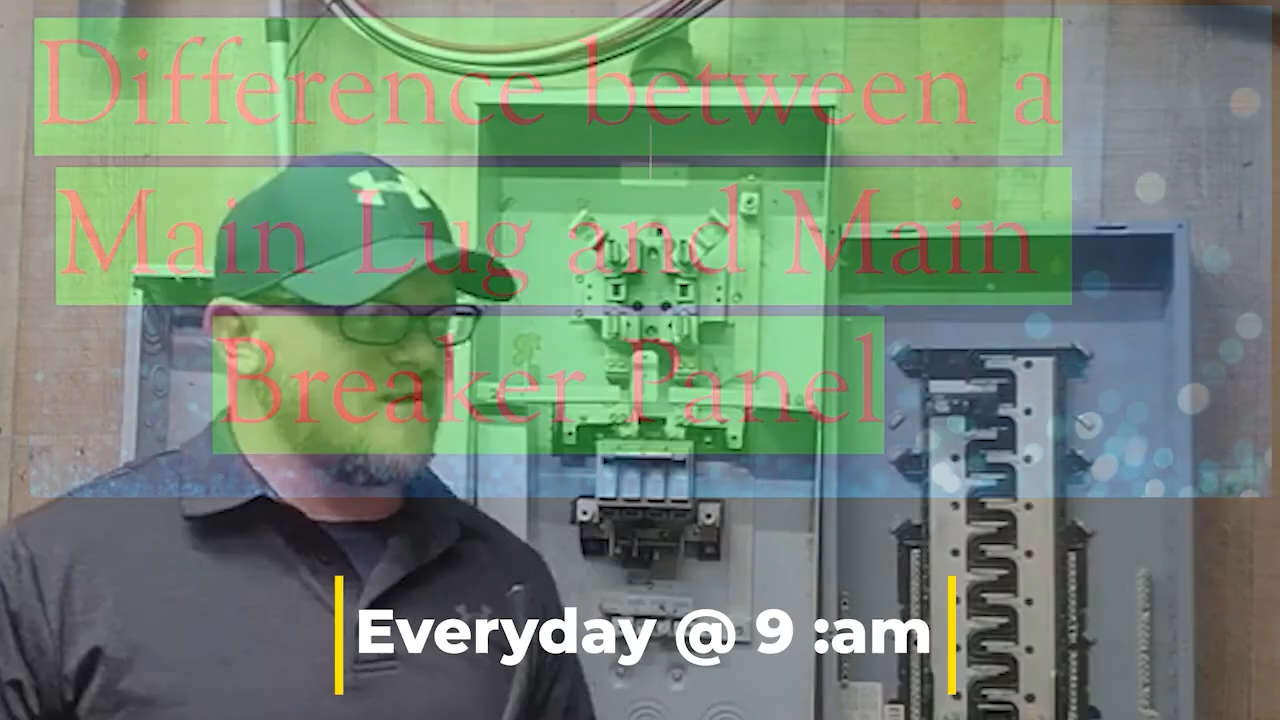 Difference between a
Main Lug and Main
Breaker Panel
Everyday @ 9 :am